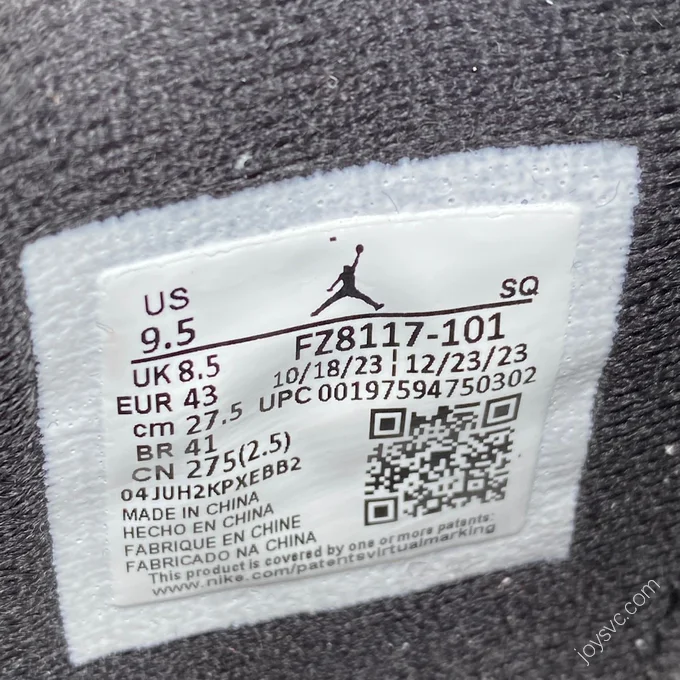 US
9.5
SQ
FZ8117-101
UK 8.5
10/18/23 | 12/23/23
EUR 43
UPC 00197594750302
cm 27.5
BR 41
CN 275(2.5)
04JUH2KPXEBB2
MADE IN CHINA
HECHO EN CHINA
FABRIQUE EN CHINE
FABRICADO NA CHINA
This product is covered by one or more patents:
www.nike.com/patentsvirtualmarking
joysvc.com